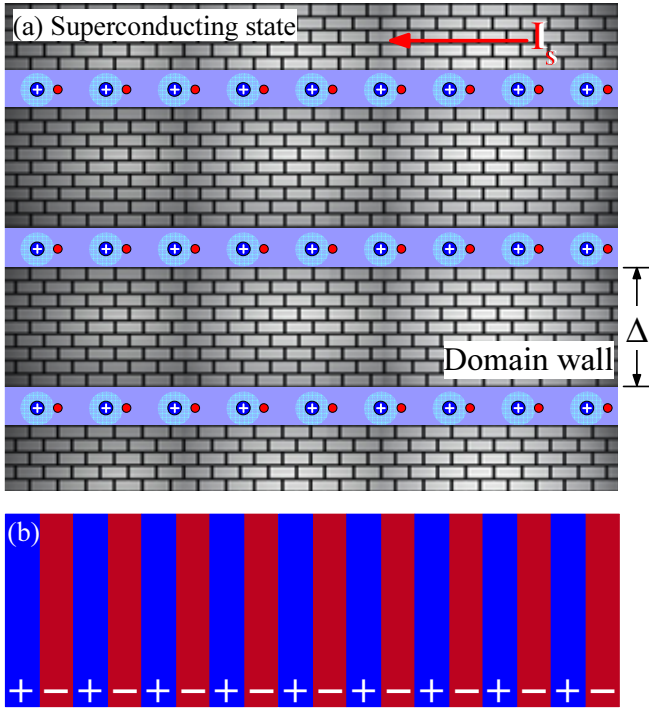 (a) Superconducting state
I_s
+ + + + + + + + +
+ + + + + + + + +
Δ
Domain wall
+ + + + + + + + +
(b)
+ − + − + − + − + − + − + − + − + −